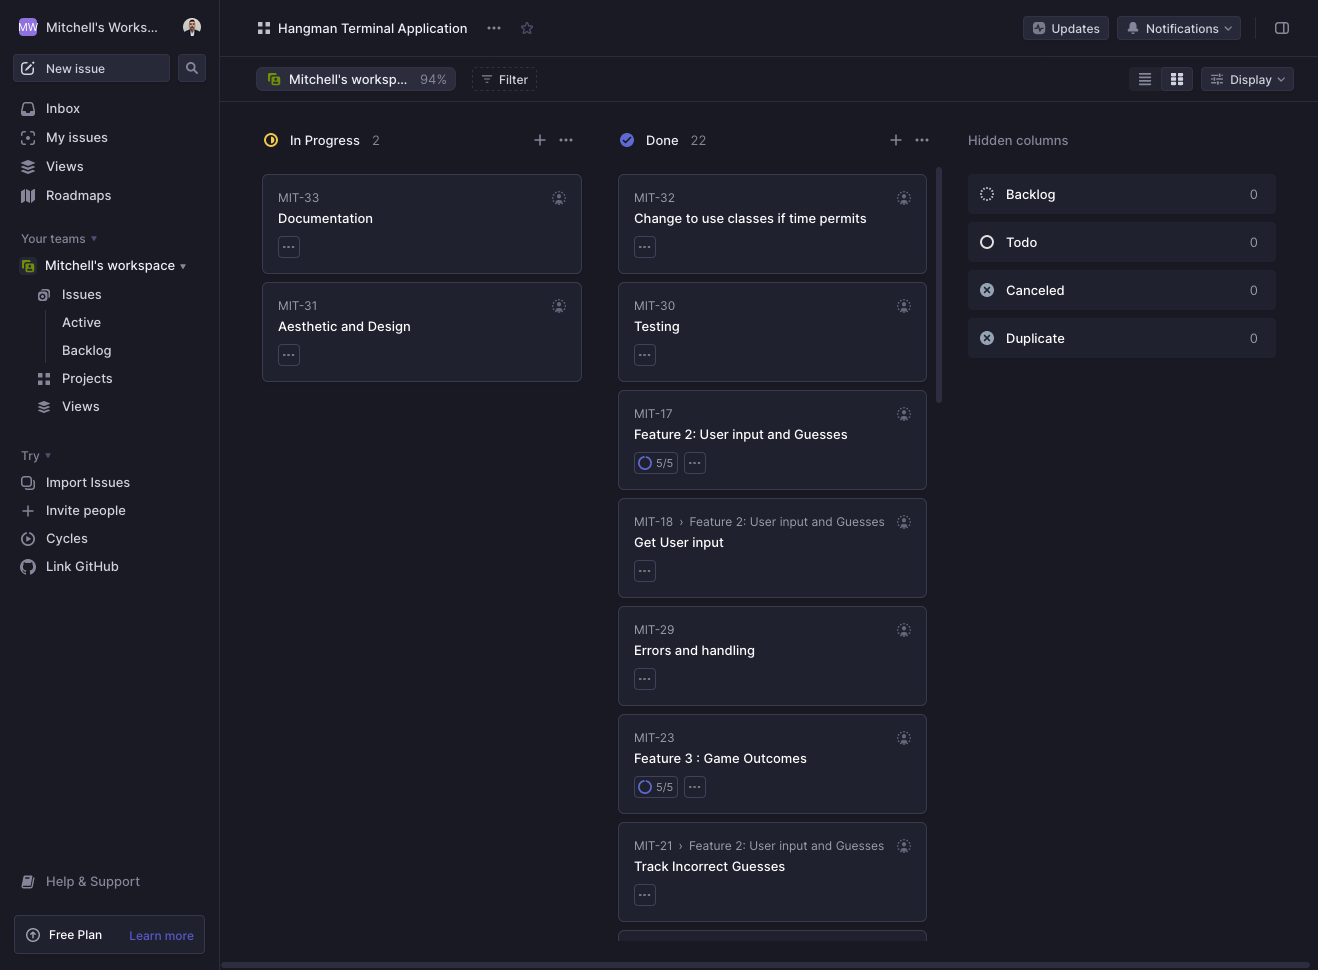 MW Mitchell's Works...
New issue
Inbox
My issues
Views
Roadmaps
Your teams
Mitchell's workspace
Issues
Active
Backlog
Projects
Views
Try
Import Issues
Invite people
Cycles
Link GitHub
Help & Support
Free Plan Learn more
Hangman Terminal Application
Updates
Notifications
Mitchell's worksp... 94%
Filter
Display
In Progress 2
MIT-33
Documentation
MIT-31
Aesthetic and Design
Done 22
MIT-32
Change to use classes if time permits
MIT-30
Testing
MIT-17
Feature 2: User input and Guesses
5/5
MIT-18 › Feature 2: User input and Guesses
Get User input
MIT-29
Errors and handling
MIT-23
Feature 3 : Game Outcomes
5/5
MIT-21 › Feature 2: User input and Guesses
Track Incorrect Guesses
Hidden columns
Backlog 0
Todo 0
Canceled 0
Duplicate 0